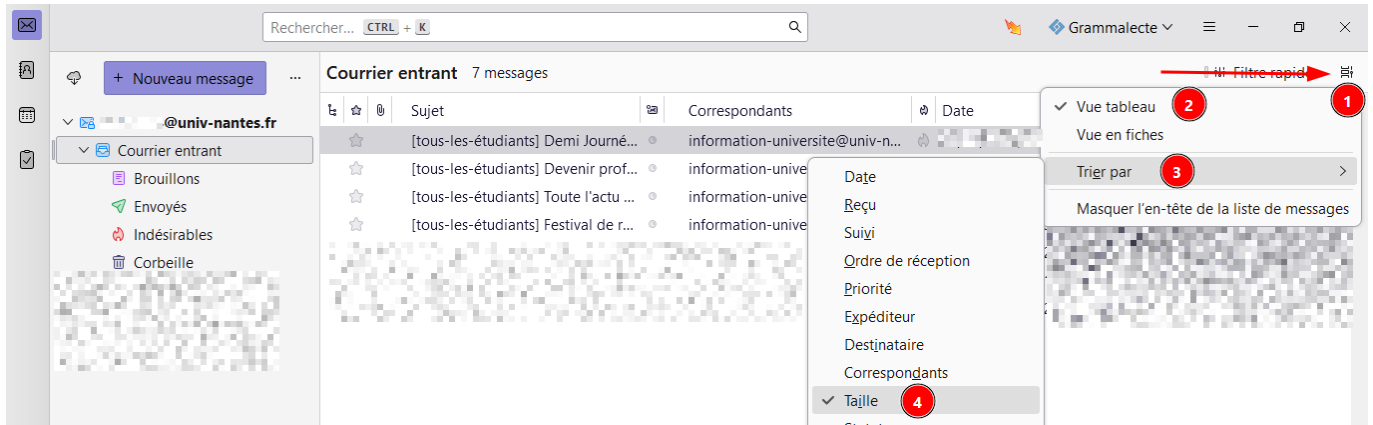 Rechercher... CTRL + K
Grammalecte
+ Nouveau message ...
Courrier entrant 7 messages
Filtre rapide
1
Sujet Correspondants Date
Vue tableau 2
Vue en fiches
Trier par 3
Masquer l'en-tête de la liste de messages
@univ-nantes.fr
Courrier entrant
Brouillons
Envoyés
Indésirables
Corbeille
[tous-les-étudiants] Demi Journé... information-universite@univ-n...
[tous-les-étudiants] Devenir prof... information-unive
[tous-les-étudiants] Toute l'actu ... information-unive
[tous-les-étudiants] Festival de r... information-unive
Date
Reçu
Suivi
Ordre de réception
Priorité
Expéditeur
Destinataire
Correspondants
Taille 4